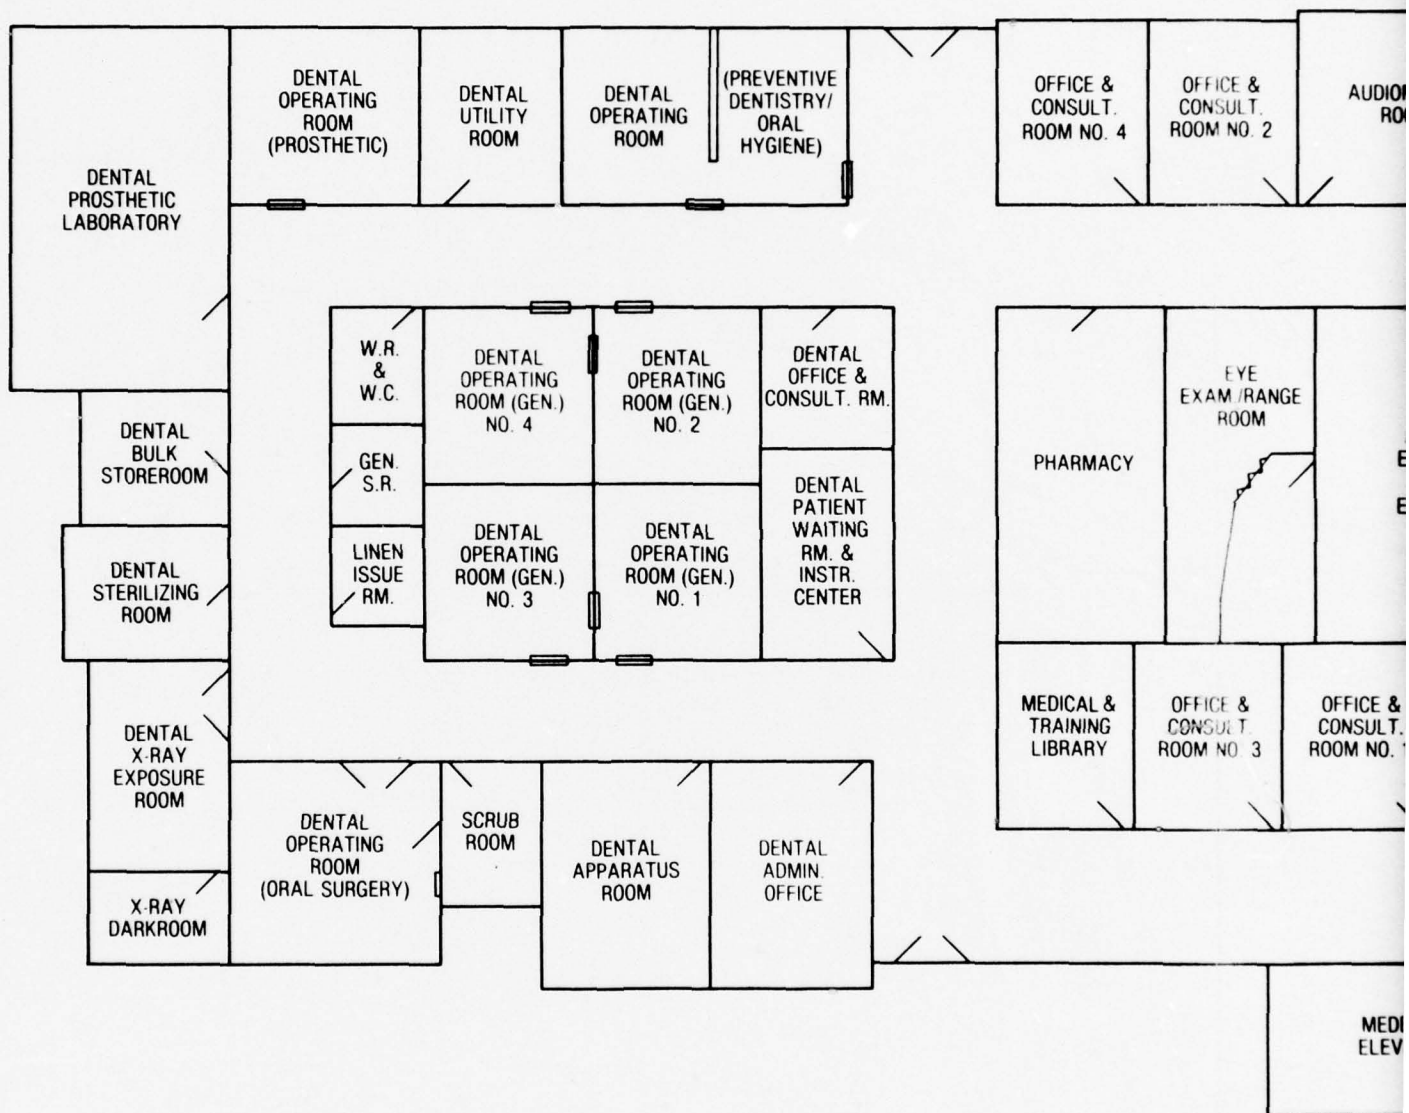 DENTAL
PROSTHETIC
LABORATORY
DENTAL
OPERATING
ROOM
(PROSTHETIC)
DENTAL
UTILITY
ROOM
DENTAL
OPERATING
ROOM
(PREVENTIVE
DENTISTRY/
ORAL
HYGIENE)
OFFICE &
CONSULT.
ROOM NO. 4
OFFICE &
CONSULT.
ROOM NO. 2
W.R.
&
W.C.
DENTAL
OPERATING
ROOM (GEN.)
NO. 4
DENTAL
OPERATING
ROOM (GEN.)
NO. 2
DENTAL
OFFICE &
CONSULT. RM.
PHARMACY
EYE
EXAM./RANGE
ROOM
DENTAL
BULK
STOREROOM
GEN.
S.R.
DENTAL
STERILIZING
ROOM
LINEN
ISSUE
RM.
DENTAL
OPERATING
ROOM (GEN.)
NO. 3
DENTAL
OPERATING
ROOM (GEN.)
NO. 1
DENTAL
PATIENT
WAITING
RM. &
INSTR.
CENTER
DENTAL
X-RAY
EXPOSURE
ROOM
MEDICAL &
TRAINING
LIBRARY
OFFICE &
CONSULT.
ROOM NO. 3
OFFICE &
CONSULT.
ROOM NO. 1
X-RAY
DARKROOM
DENTAL
OPERATING
ROOM
(ORAL SURGERY)
SCRUB
ROOM
DENTAL
APPARATUS
ROOM
DENTAL
ADMIN.
OFFICE